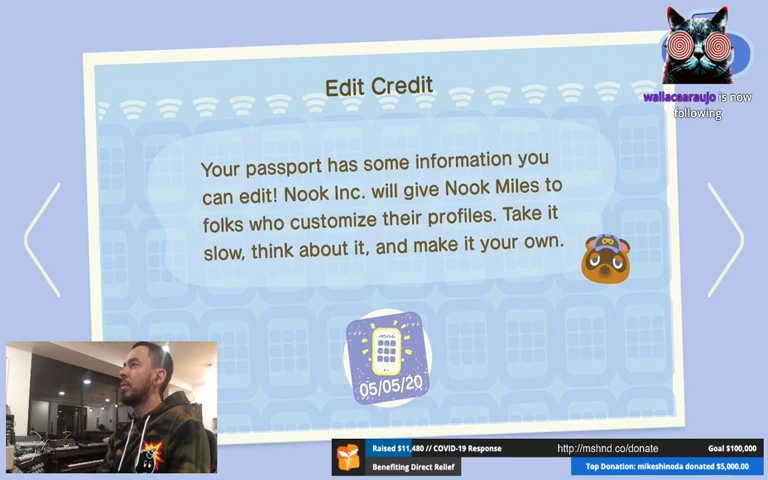 Edit Credit
wallacearaujo is now
following
Your passport has some information you
can edit! Nook Inc. will give Nook Miles to
folks who customize their profiles. Take it
slow, think about it, and make it your own.
05/05/20
Raised $11,480 // COVID-19 Response
http://mshnd.co/donate
Goal $100,000
Benefiting Direct Relief
Top Donation: mikeshinoda donated $5,000.00